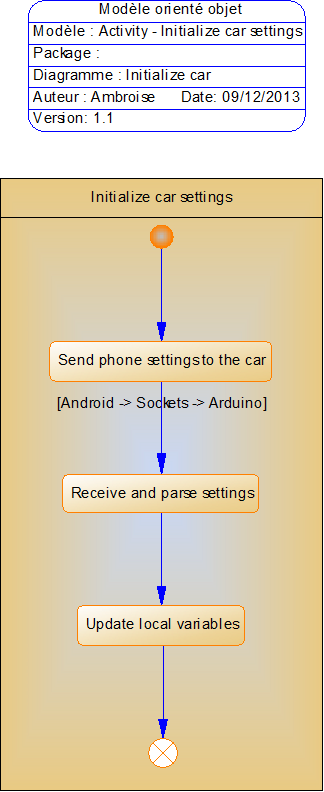 Modèle orienté objet
Modèle : Activity - Initialize car settings
Package :
Diagramme : Initialize car
Auteur : Ambroise Date: 09/12/2013
Version: 1.1
Initialize car settings
Send phone settings to the car
[Android -> Sockets -> Arduino]
Receive and parse settings
Update local variables